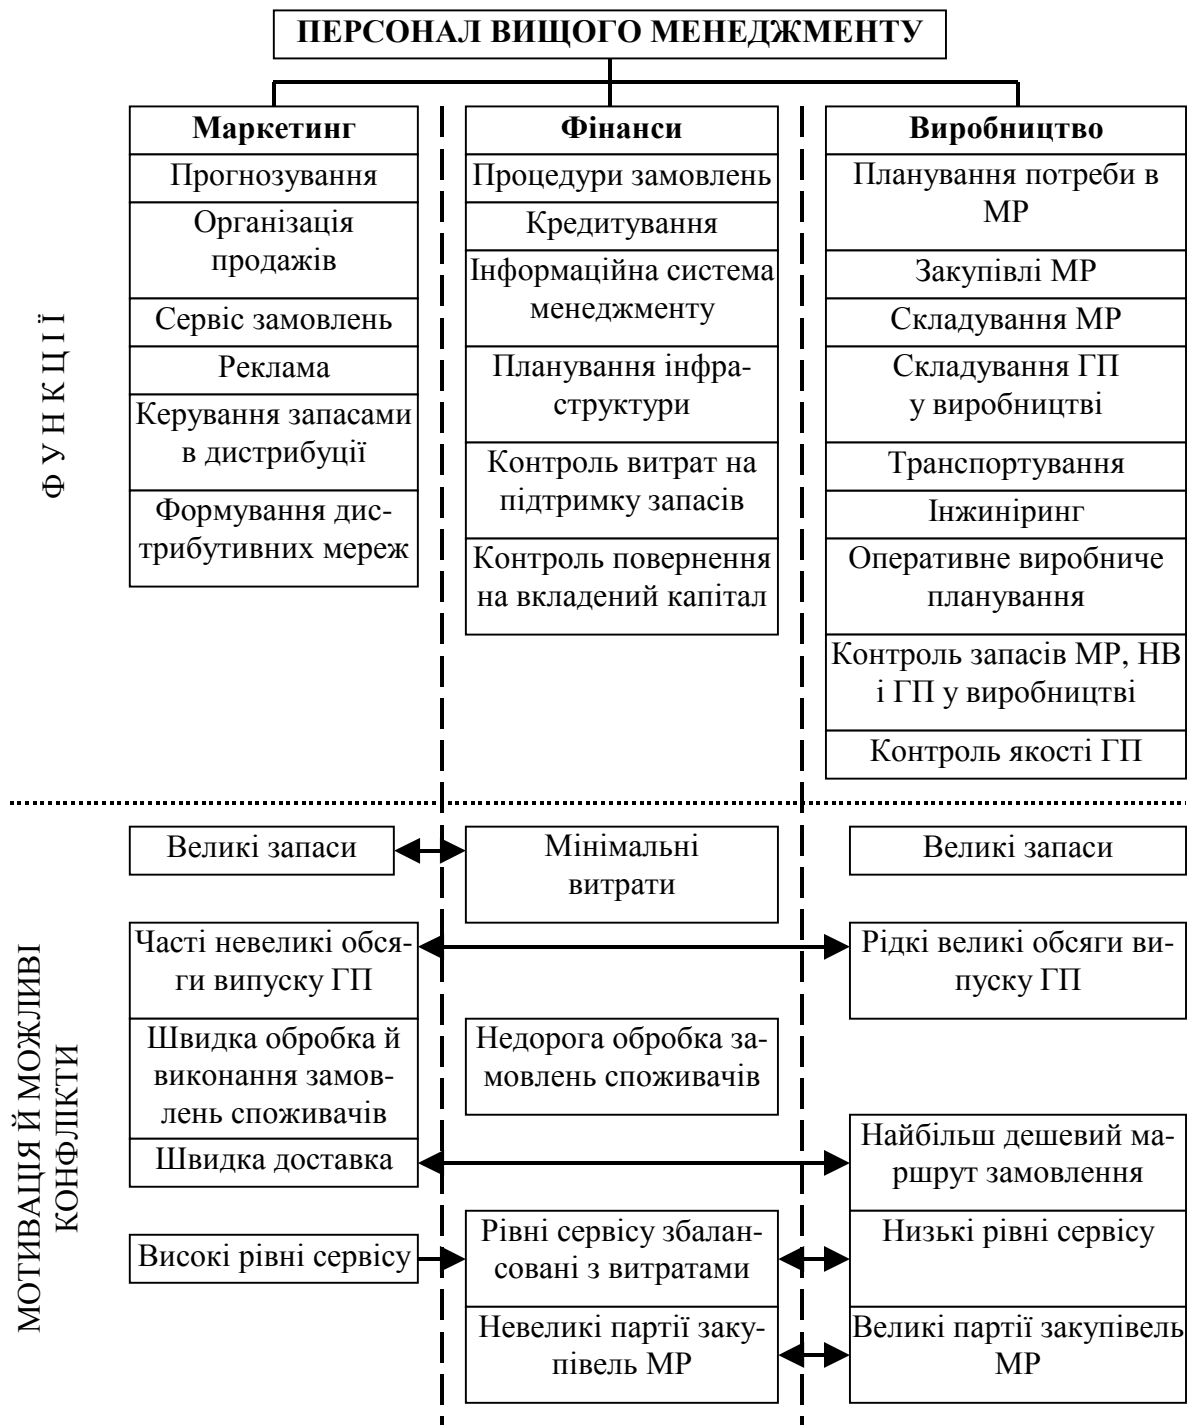 ПЕРСОНАЛ ВИЩОГО МЕНЕДЖМЕНТУ
Ф У Н К Ц І Ї
Маркетинг
Прогнозування
Організація
продажів
Сервіс замовлень
Реклама
Керування запасами
в дистрибуції
Формування дис-
трибутивних мереж
Фінанси
Процедури замовлень
Кредитування
Інформаційна система
менеджменту
Планування інфра-
структури
Контроль витрат на
підтримку запасів
Контроль повернення
на вкладений капітал
Виробництво
Планування потреби в
МР
Закупівлі МР
Складування МР
Складування ГП
у виробництві
Транспортування
Інжиніринг
Оперативне виробниче
планування
Контроль запасів МР, НВ
і ГП у виробництві
Контроль якості ГП
МОТИВАЦІЯ Й МОЖЛИВІ
КОНФЛІКТИ
Великі запаси
Мінімальні
витрати
Великі запаси
Часті невеликі обся-
ги випуску ГП
Рідкі великі обсяги ви-
пуску ГП
Швидка обробка й
виконання замов-
лень споживачів
Недорога обробка за-
мовлень споживачів
Швидка доставка
Найбільш дешевий ма-
ршрут замовлення
Високі рівні сервісу
Рівні сервісу збалан-
совані з витратами
Низькі рівні сервісу
Невеликі партії заку-
півель МР
Великі партії закупівель
МР